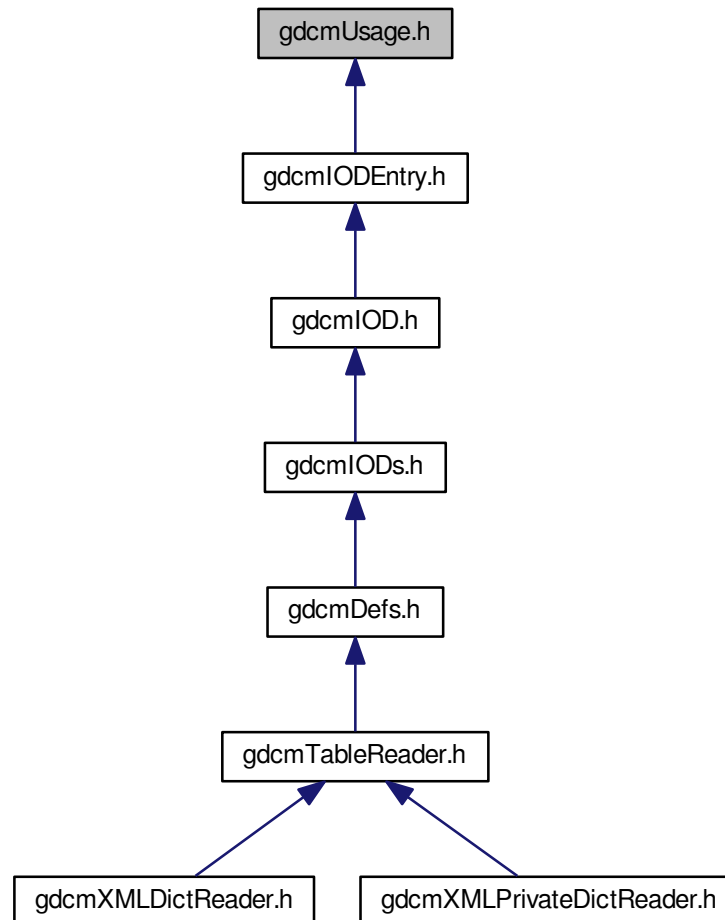 gdcmUsage.h
gdcmIODEntry.h
gdcmIOD.h
gdcmIODs.h
gdcmDefs.h
gdcmTableReader.h
gdcmXMLDictReader.h
gdcmXMLPrivateDictReader.h